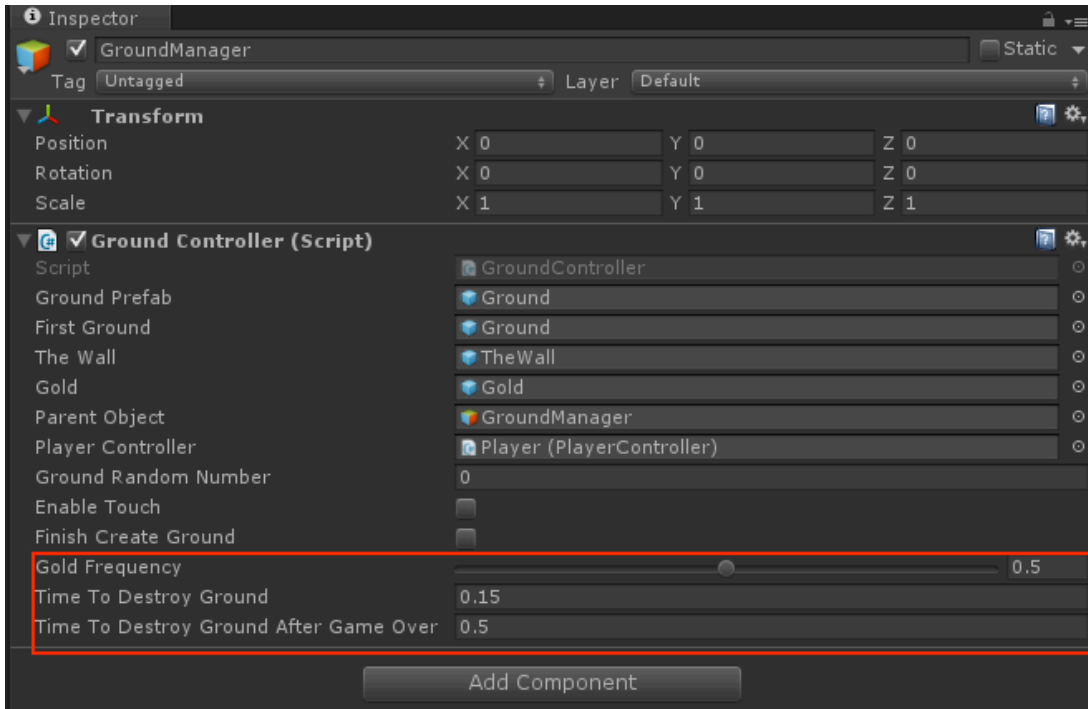 Inspector
GroundManager Static
Tag Untagged Layer Default
Transform
Position X 0 Y 0 Z 0
Rotation X 0 Y 0 Z 0
Scale X 1 Y 1 Z 1
Ground Controller (Script)
Script GroundController
Ground Prefab Ground
First Ground Ground
The Wall TheWall
Gold Gold
Parent Object GroundManager
Player Controller Player (PlayerController)
Ground Random Number 0
Enable Touch
Finish Create Ground
Gold Frequency 0.5
Time To Destroy Ground 0.15
Time To Destroy Ground After Game Over 0.5
Add Component